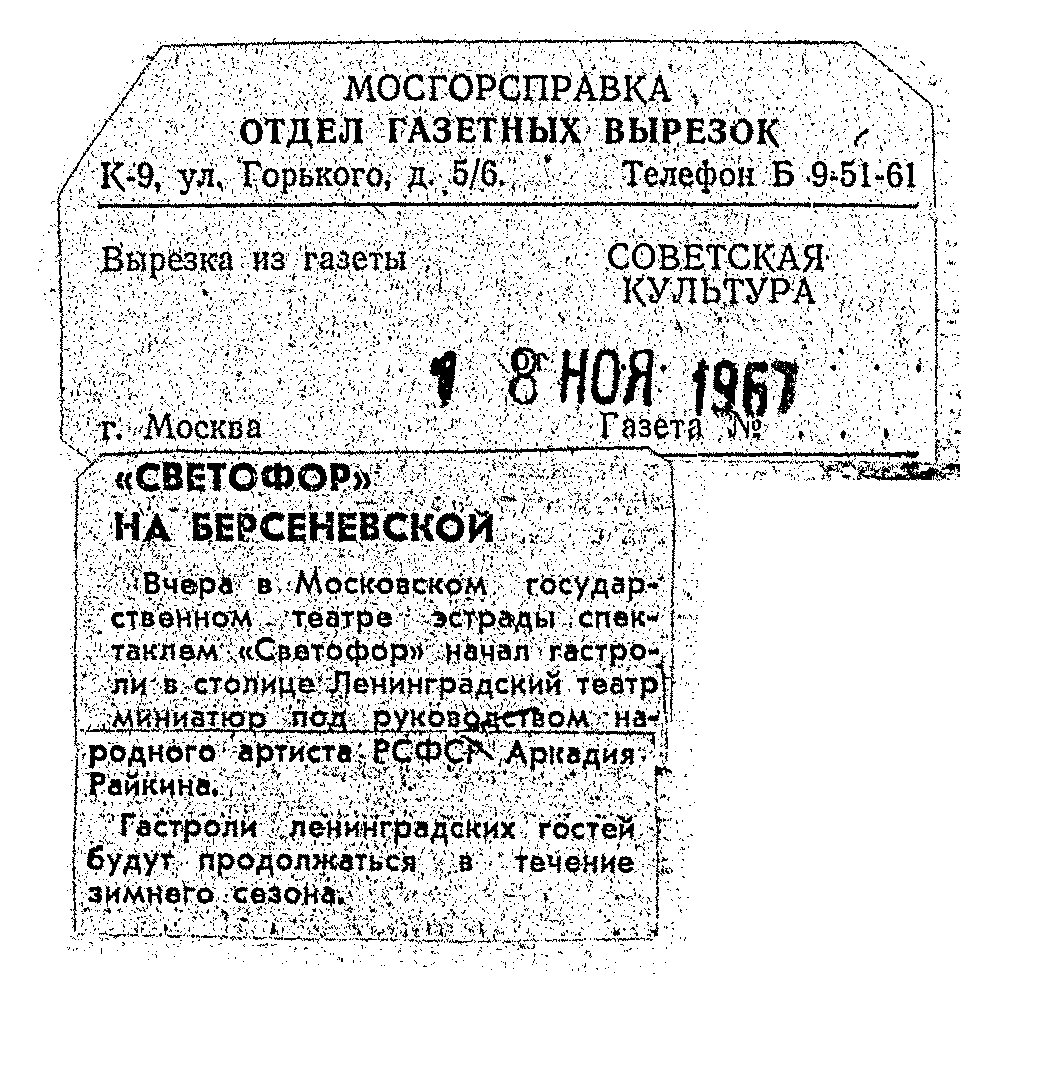 МОСГОРСПРАВКА
ОТДЕЛ ГАЗЕТНЫХ ВЫРЕЗОК
К-9, ул. Горького, д. 5/6. Телефон Б 9-51-61
Вырезка из газеты СОВЕТСКАЯ
КУЛЬТУРА
1 8 НОЯ 1967
г. Москва Газета №
«СВЕТОФОР»
НА БЕРСЕНЕВСКОЙ
Вчера в Московском государ-
ственном театре эстрады спек-
таклем «Светофор» начал гастро-
ли в столице Ленинградский театр
миниатюр под руководством на-
родного артиста РСФСР Аркадия
Райкина.
Гастроли ленинградских гостей
будут продолжаться в течение
зимнего сезона.